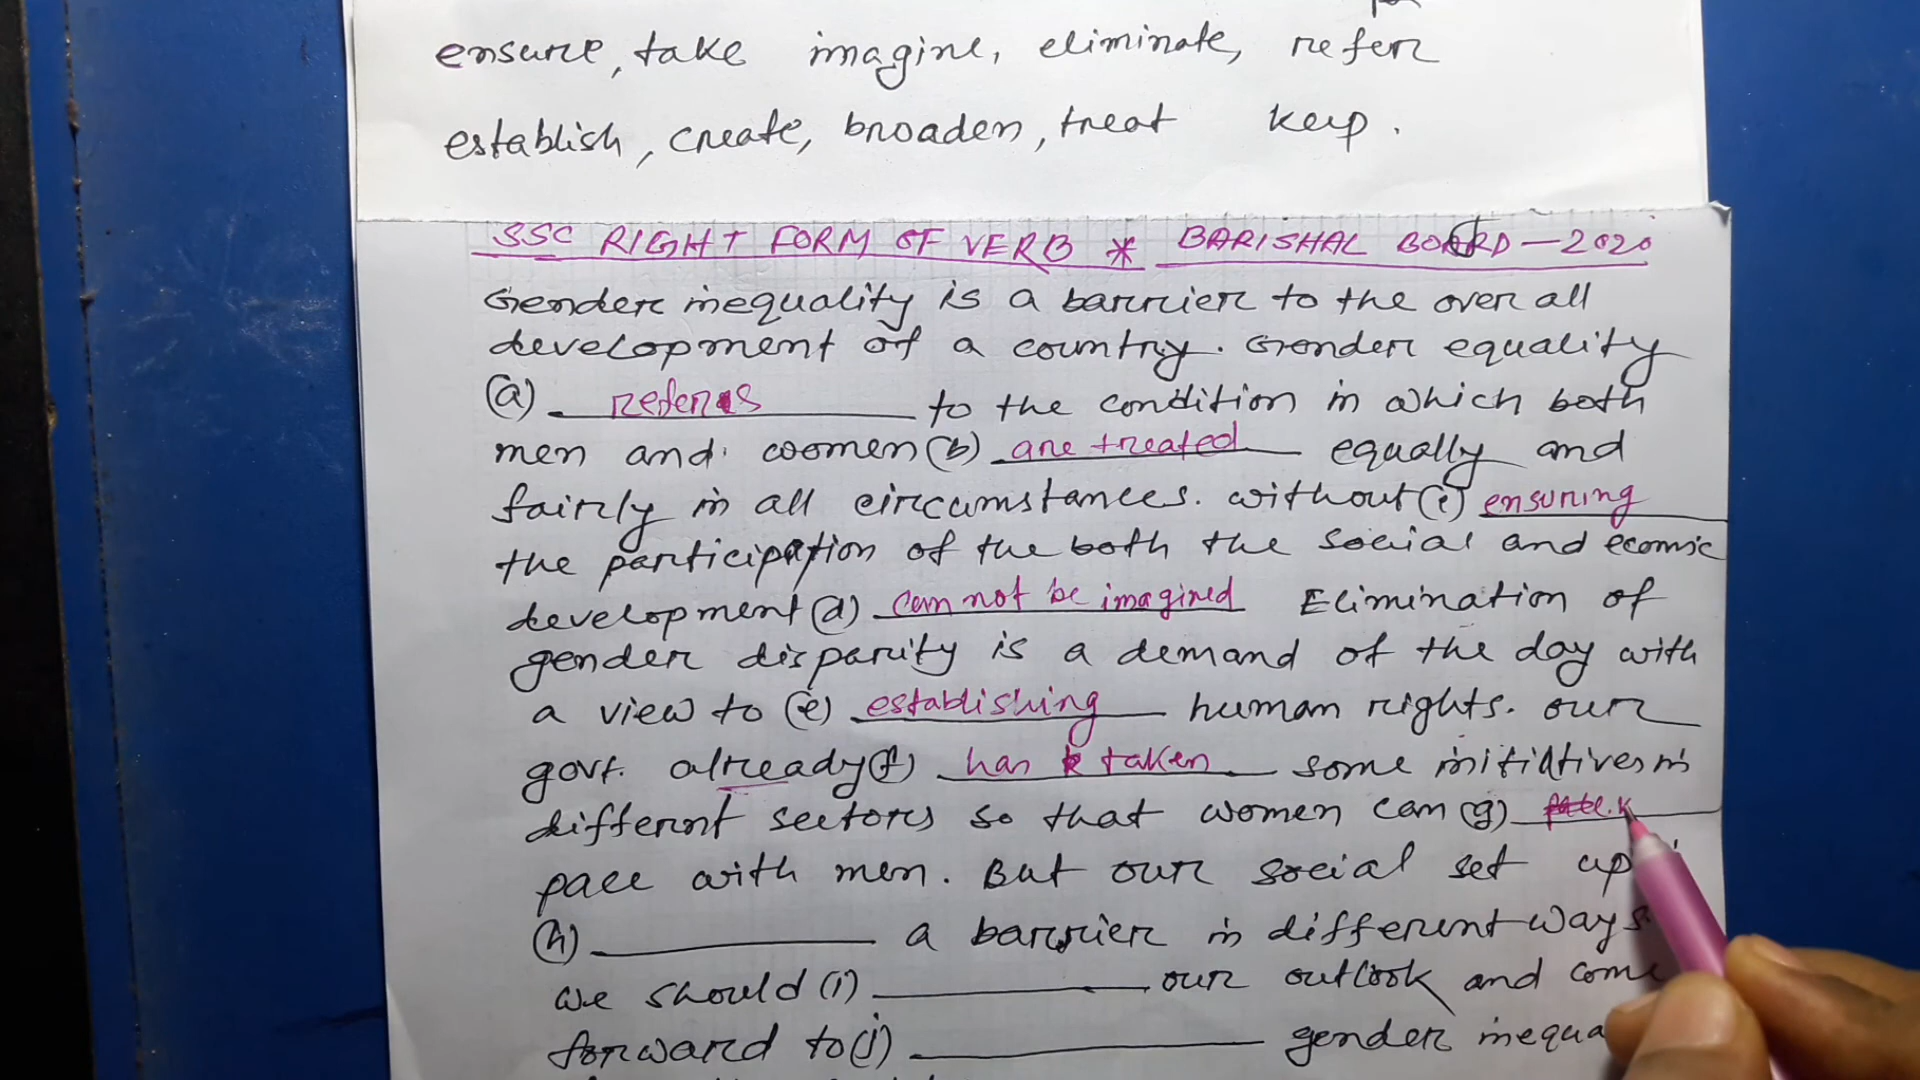 ensure, take imagine, eliminate, refer
establish, create, broaden, treat keep.
SSC RIGHT FORM OF VERB * BARISHAL BOARD-2020
Gender inequality is a barrier to the over all
development of a country. Gender equality
(a) refers to the condition in which both
men and women (b) are treated equally and
fairly in all circumstances. without (c) ensuring
the participation of the both the social and ecomic
development (d) can not be imagined Elimination of
gender disparity is a demand of the day with
a view to (e) establishing human rights. our
govt. already (f) has taken some initiatives in
different sectors so that women can (g)
pace with men. But our social set up
(h) a barrier in different ways.
we should (i) our outlook and come
forward to (j) gender inequa